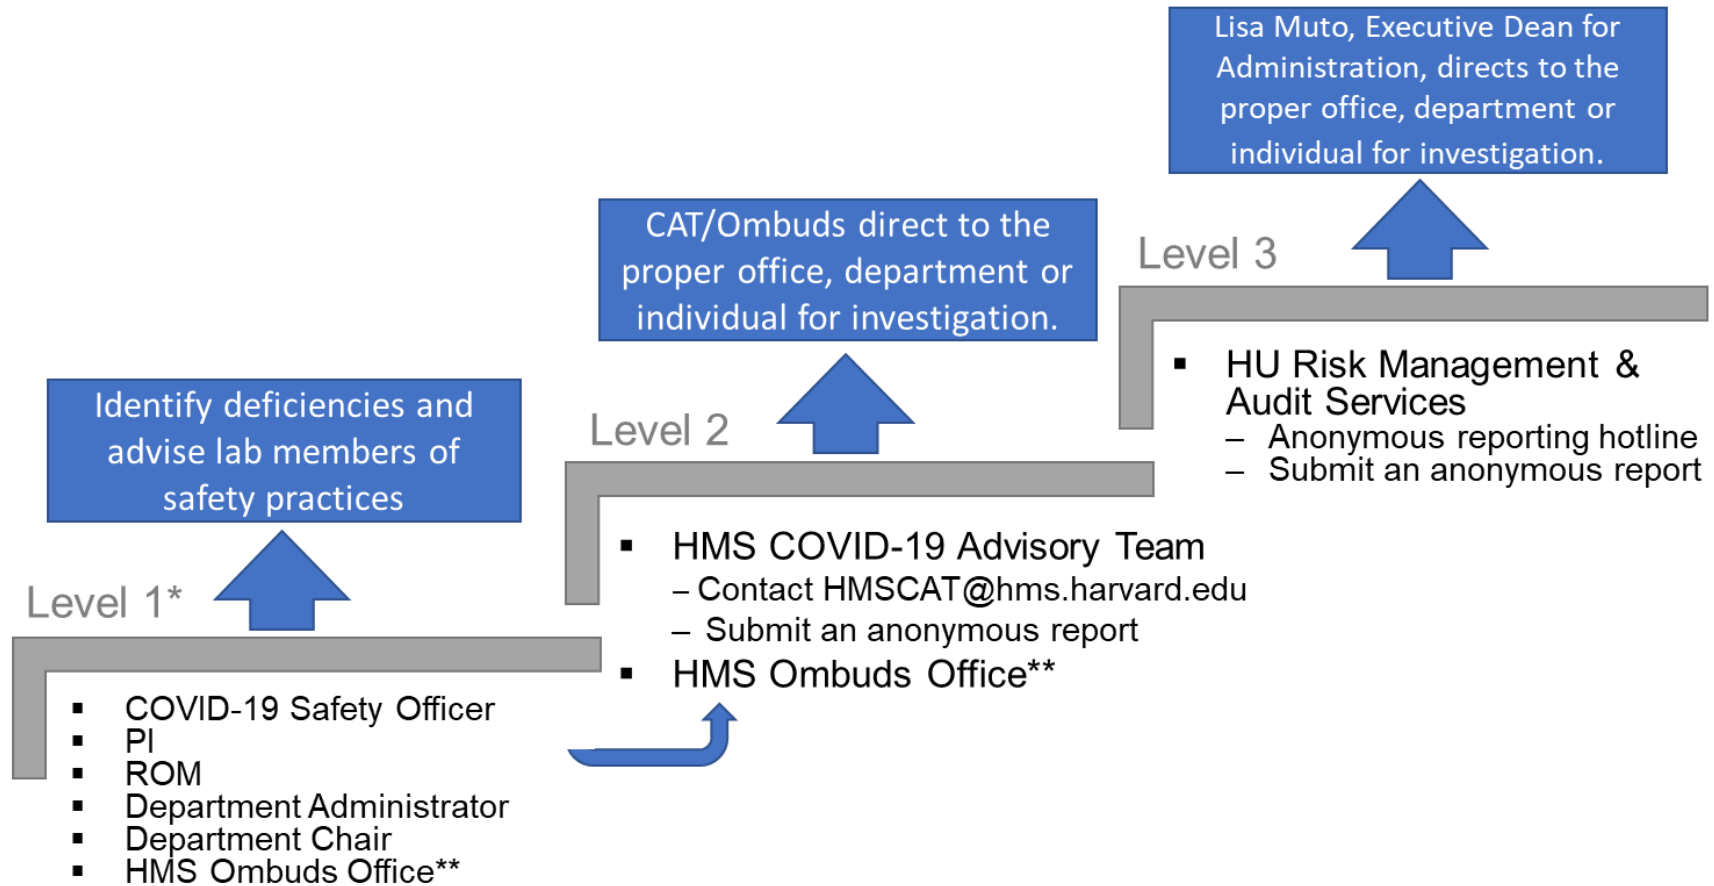 Level 1*
Identify deficiencies and
advise lab members of
safety practices
▪ COVID-19 Safety Officer
▪ PI
▪ ROM
▪ Department Administrator
▪ Department Chair
▪ HMS Ombuds Office**
Level 2
CAT/Ombuds direct to the
proper office, department or
individual for investigation.
▪ HMS COVID-19 Advisory Team
– Contact HMSCAT@hms.harvard.edu
– Submit an anonymous report
▪ HMS Ombuds Office**
Level 3
Lisa Muto, Executive Dean for
Administration, directs to the
proper office, department or
individual for investigation.
▪ HU Risk Management &
Audit Services
– Anonymous reporting hotline
– Submit an anonymous report